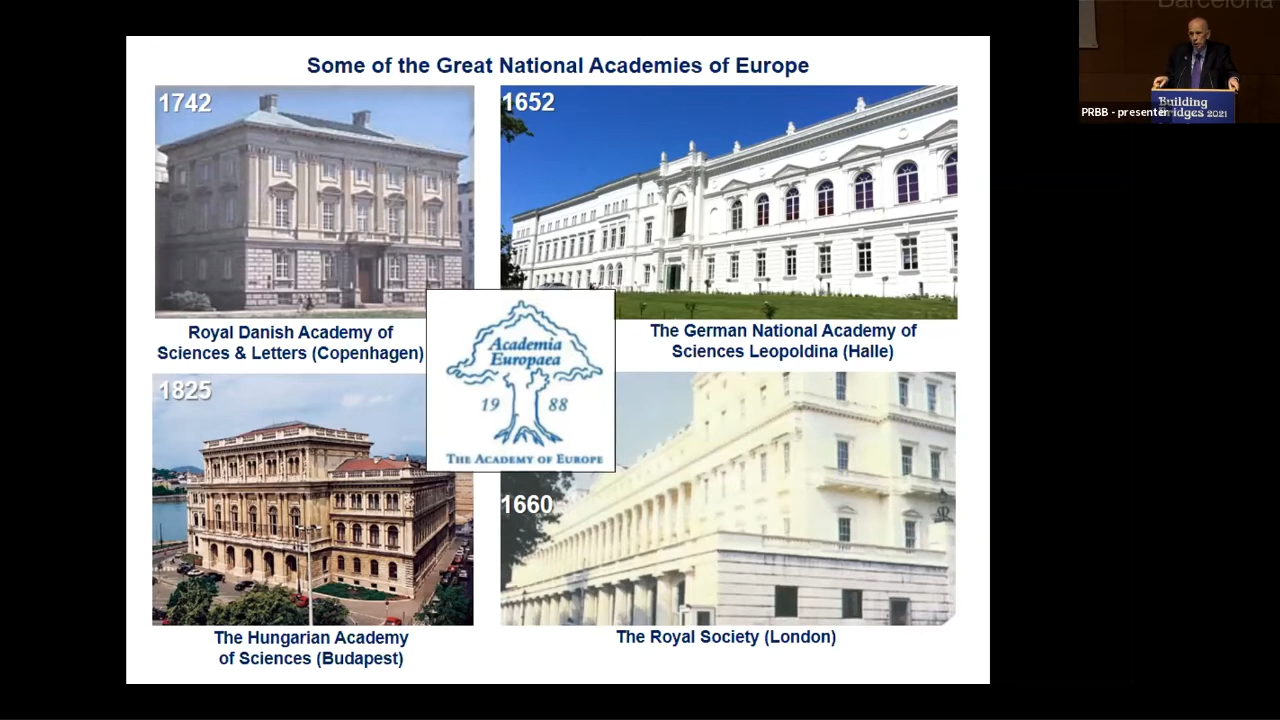 Barcelona
Some of the Great National Academies of Europe
1742
1652
Royal Danish Academy of
Sciences & Letters (Copenhagen)
The German National Academy of
Sciences Leopoldina (Halle)
Academia
Europaea
19 88
THE ACADEMY OF EUROPE
1825
1660
The Hungarian Academy
of Sciences (Budapest)
The Royal Society (London)
Building
Bridges 2021
PRBB - presenter